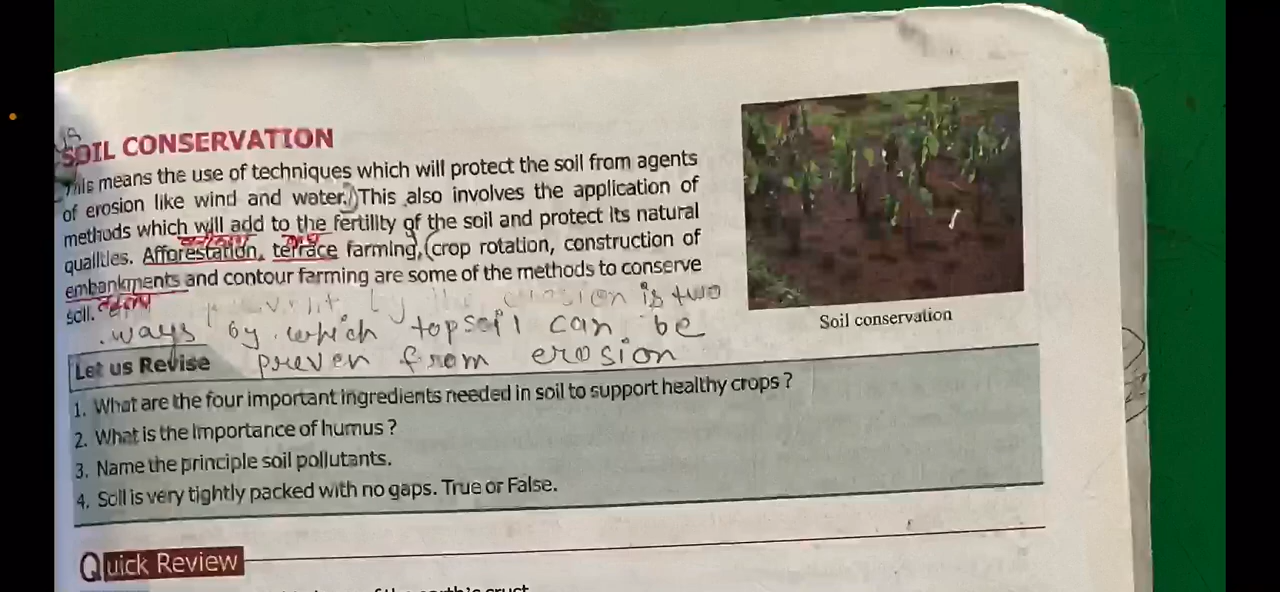 SOIL CONSERVATION
This means the use of techniques which will protect the soil from agents
of erosion like wind and water. This also involves the application of
methods which will add to the fertility of the soil and protect its natural
qualities. Afforestation, terrace farming, (crop rotation, construction of
embankments and contour farming are some of the methods to conserve
soil.
by the erosion is two
ways by which topsoil can be
preven from erosion
Soil conservation
Let us Revise
1. What are the four important ingredients needed in soil to support healthy crops ?
2. What is the importance of humus ?
3. Name the principle soil pollutants.
4. Soil is very tightly packed with no gaps. True or False.
Quick Review